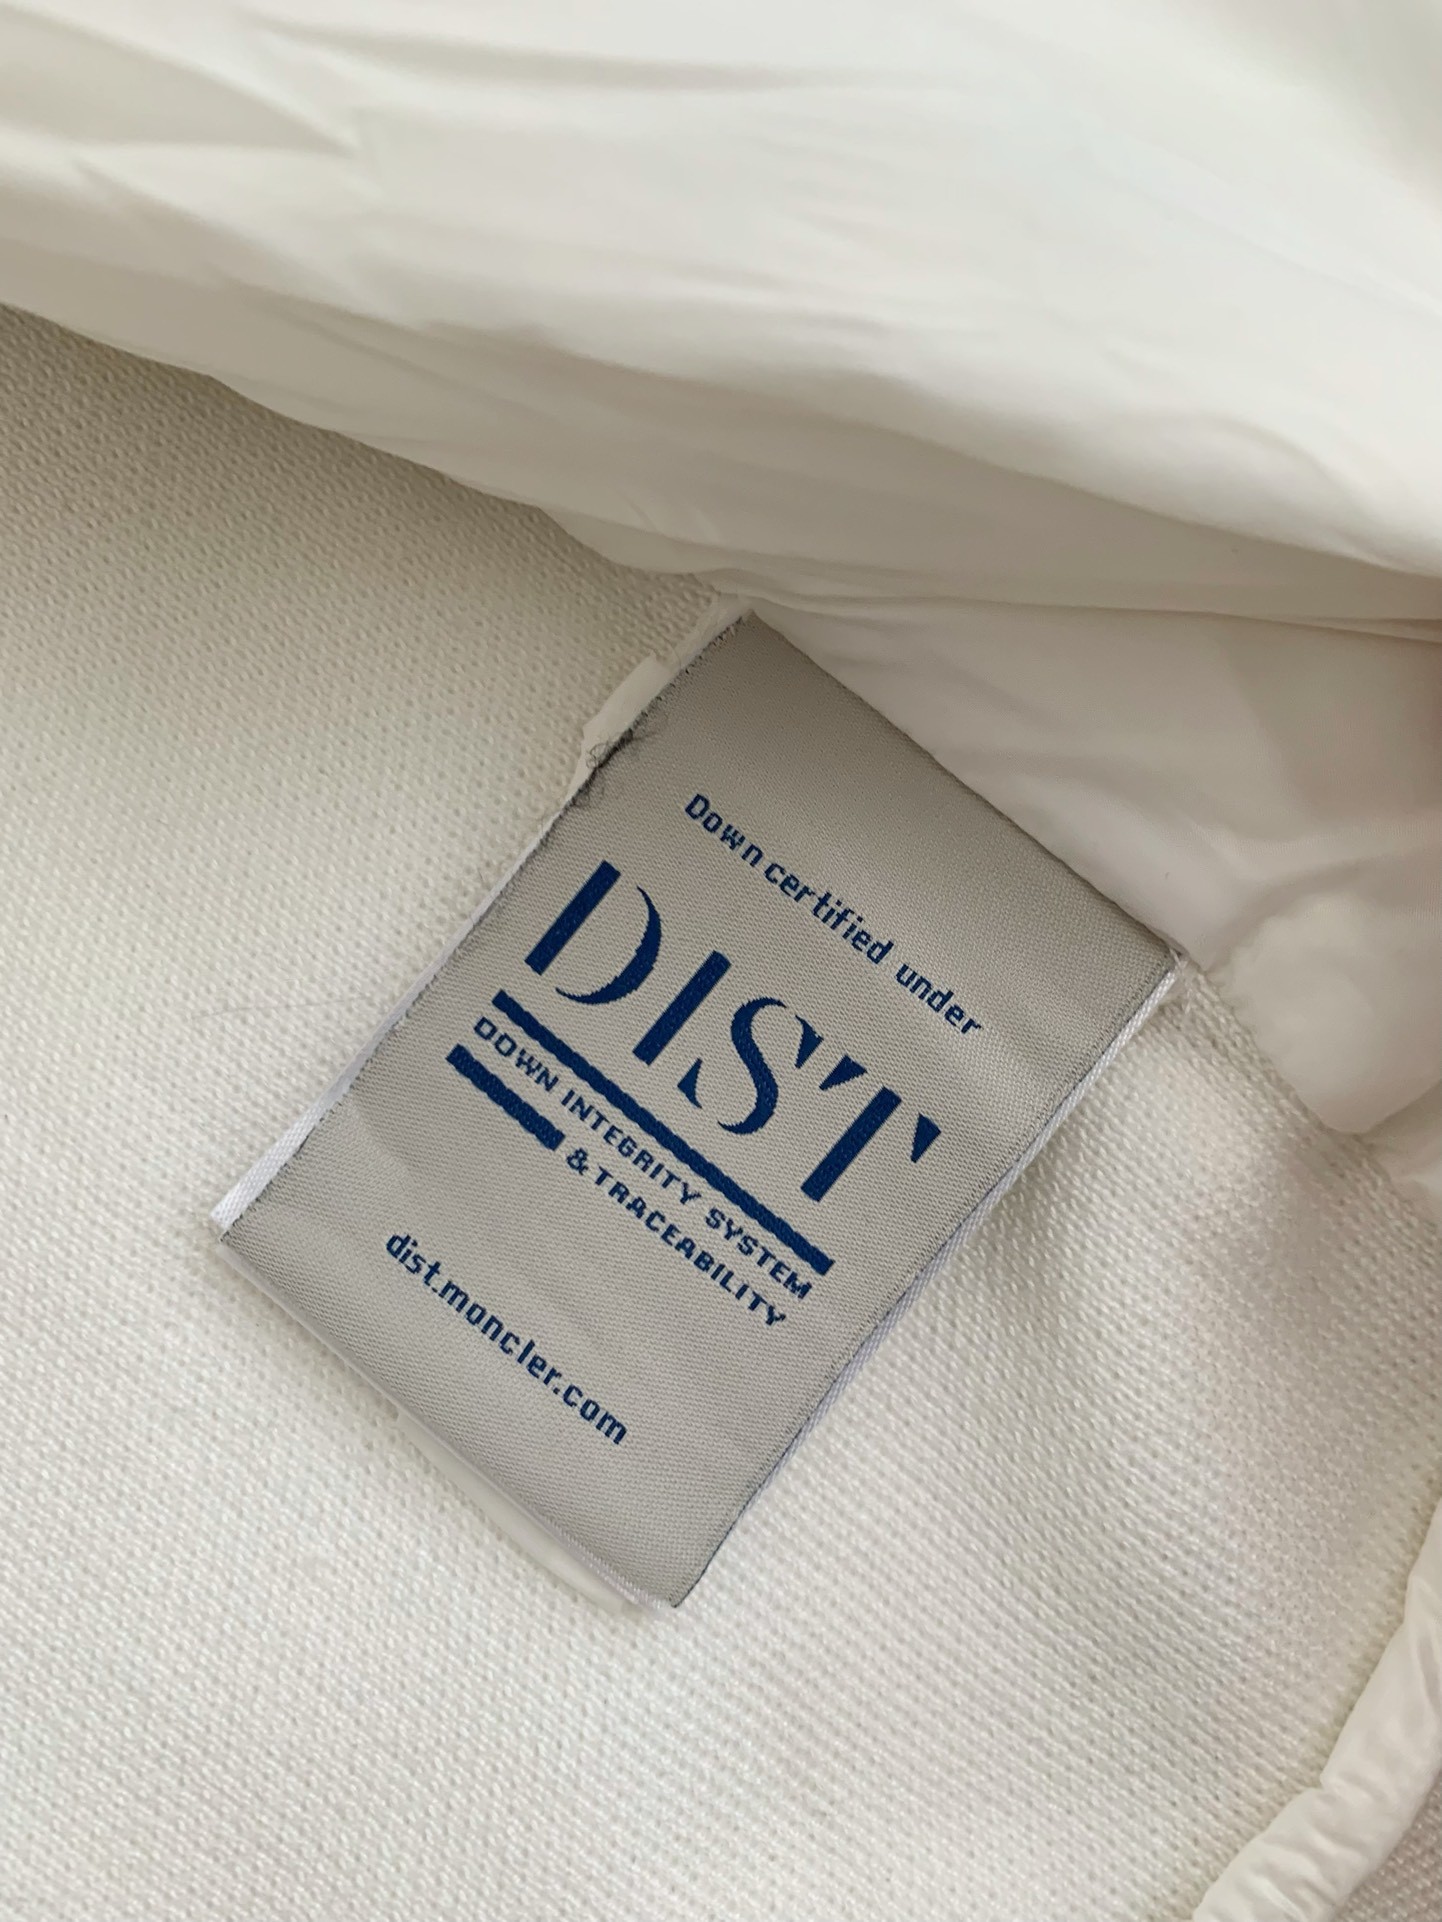 Down certified under
DIST
DOWN INTEGRITY SYSTEM
& TRACEABILITY
dist.moncler.com